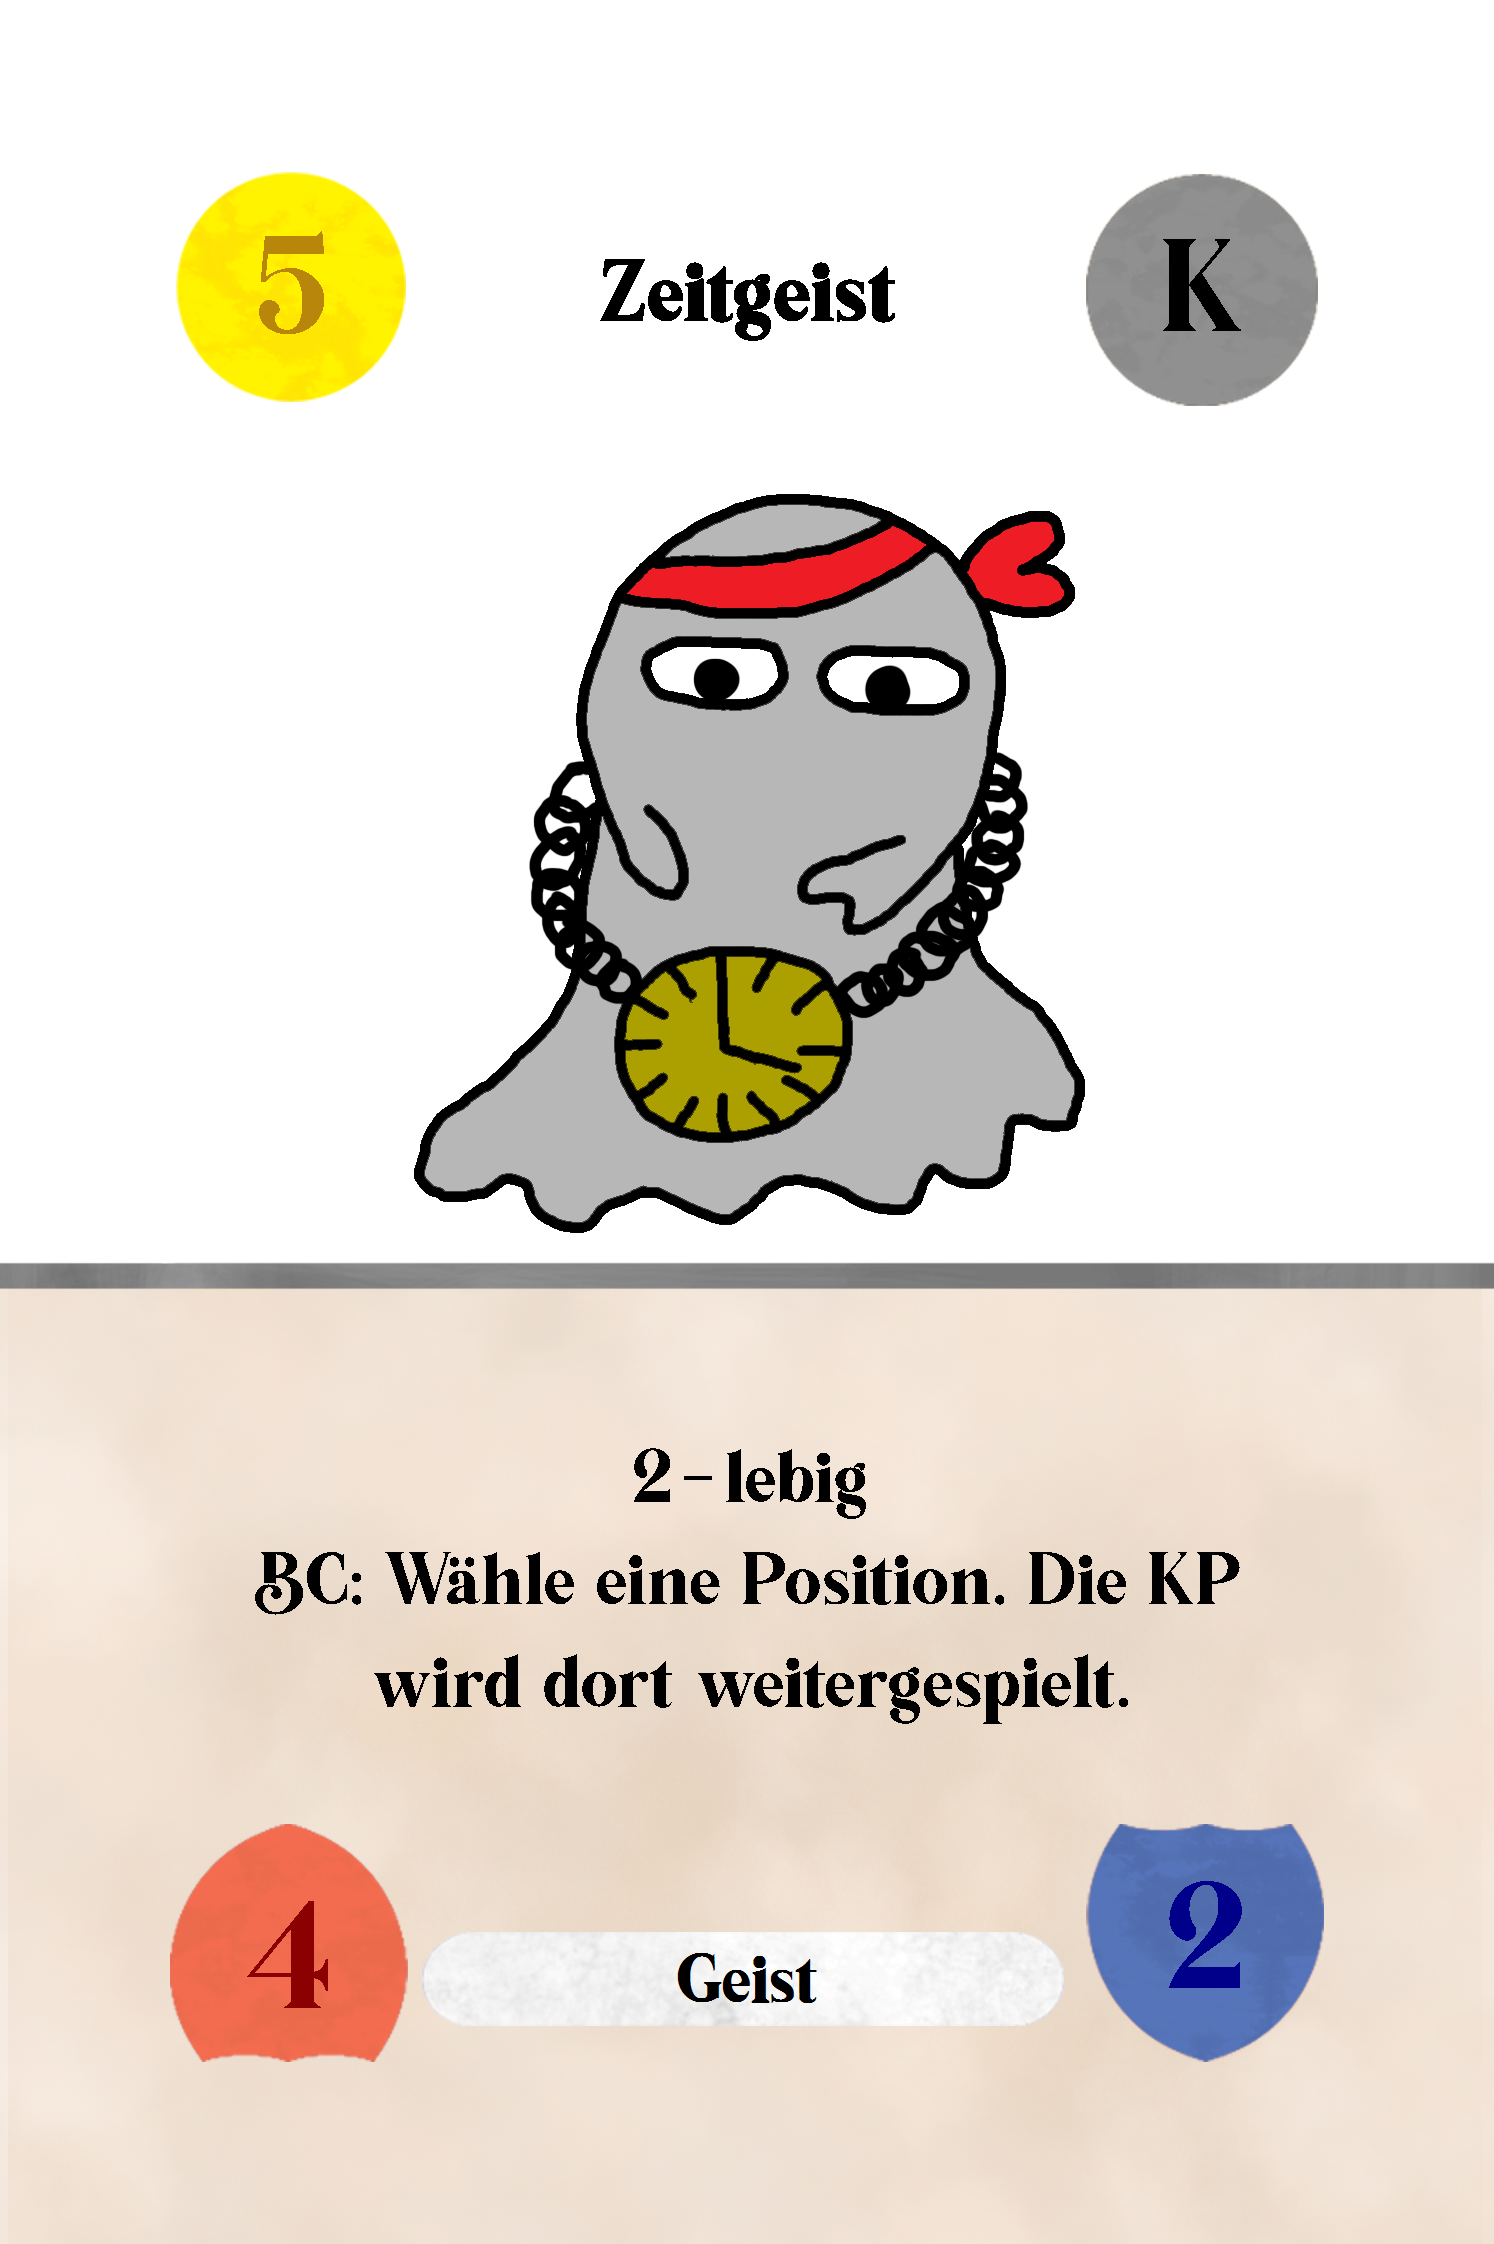 5
Zeitgeist
K
2-lebig
BC: Wähle eine Position. Die KP
wird dort weitergespielt.
4
Geist
2